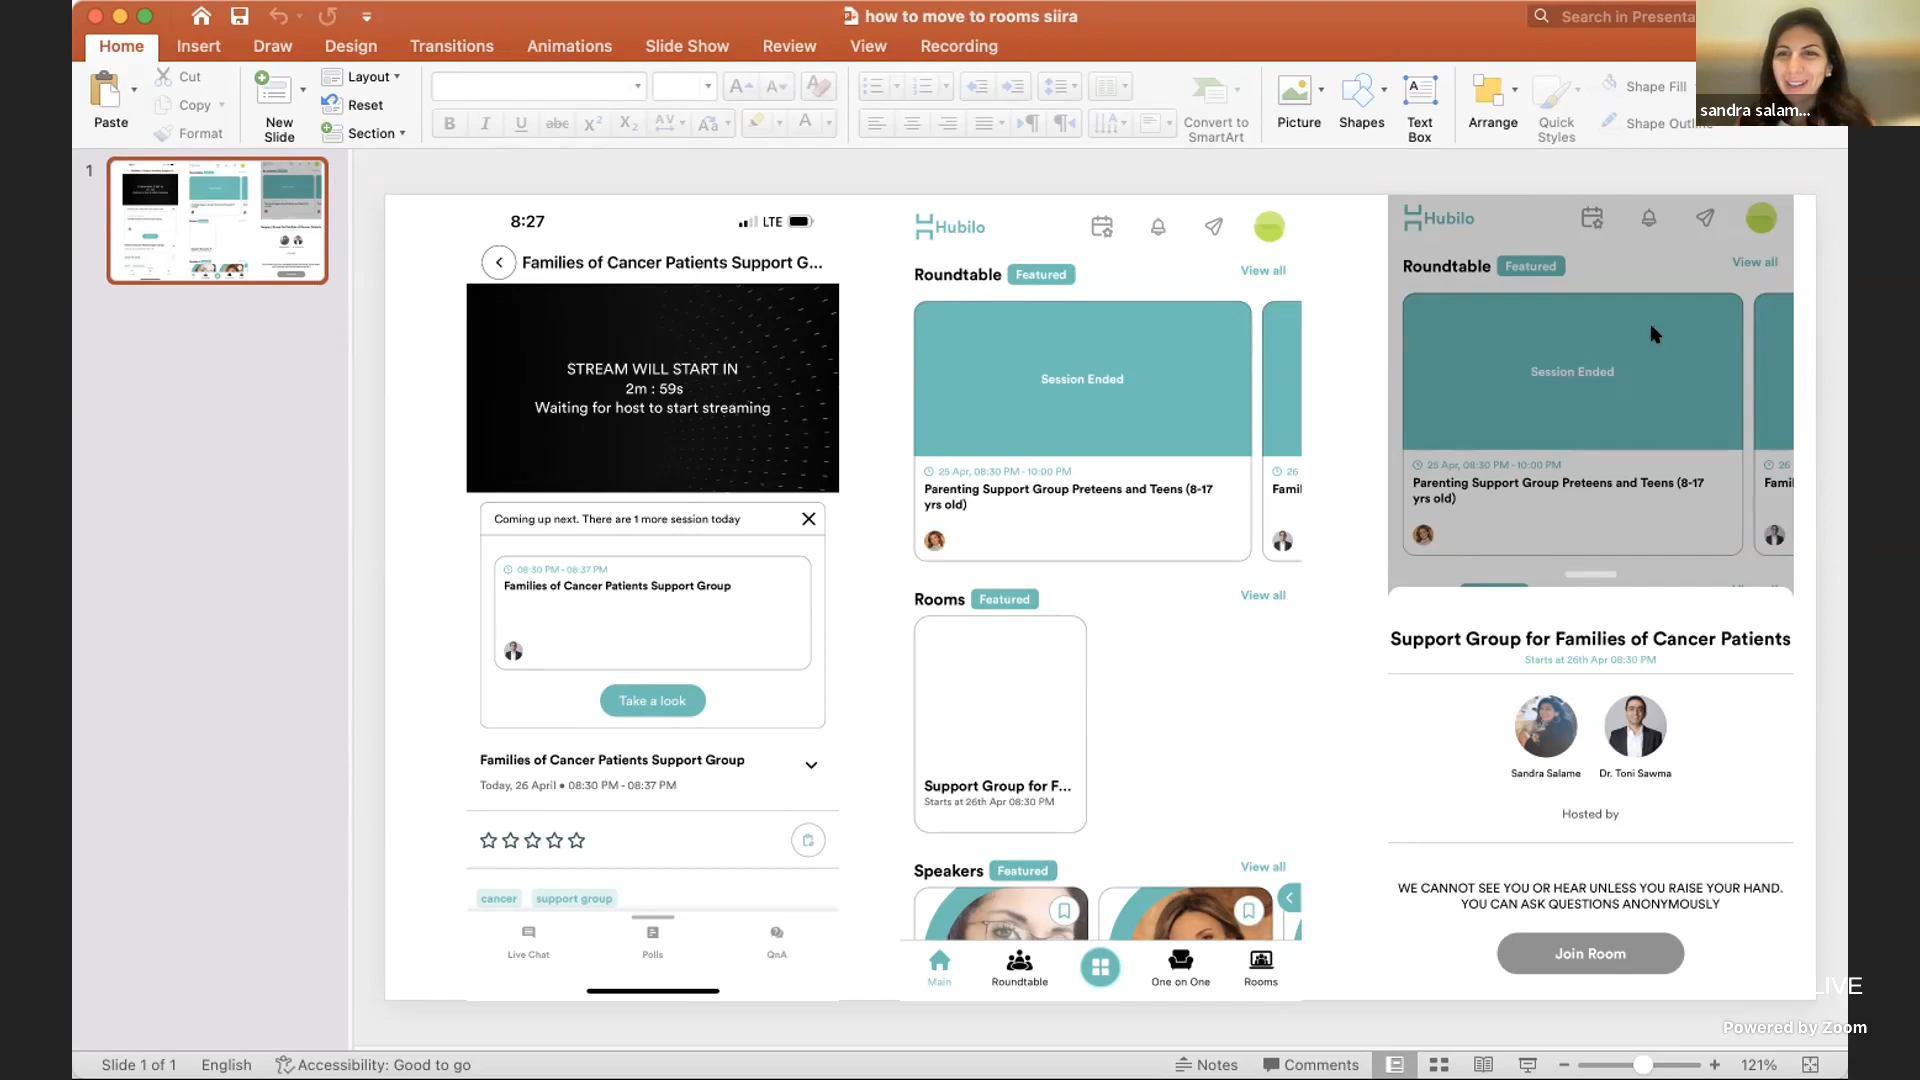 how to move to rooms siira
Search in Presenta
Home
Insert
Draw
Design
Transitions
Animations
Slide Show
Review
View
Recording
Paste
Cut
Copy
Format
New
Slide
Layout
Reset
Section
Convert to
SmartArt
Picture
Shapes
Text
Box
Arrange
Quick
Styles
Shape Fill
Shape Outli
sandra salam...
1
8:27
LTE
Families of Cancer Patients Support G...
STREAM WILL START IN
2m : 59s
Waiting for host to start streaming
Coming up next. There are 1 more session today
08:30 PM - 08:37 PM
Families of Cancer Patients Support Group
Take a look
Families of Cancer Patients Support Group
Today, 26 April • 08:30 PM - 08:37 PM
cancer
support group
Live Chat
Polls
QnA
Hubilo
Roundtable
Featured
View all
Session Ended
25 Apr, 08:30 PM - 10:00 PM
Parenting Support Group Preteens and Teens (8-17
yrs old)
26
Famil
Rooms
Featured
View all
Support Group for F...
Starts at 26th Apr 08:30 PM
Speakers
Featured
View all
Main
Roundtable
One on One
Rooms
Hubilo
Roundtable
Featured
View all
Session Ended
25 Apr, 08:30 PM - 10:00 PM
Parenting Support Group Preteens and Teens (8-17
yrs old)
26
Famil
Support Group for Families of Cancer Patients
Starts at 26th Apr 08:30 PM
Sandra Salame
Dr. Toni Sawma
Hosted by
WE CANNOT SEE YOU OR HEAR UNLESS YOU RAISE YOUR HAND.
YOU CAN ASK QUESTIONS ANONYMOUSLY
Join Room
LIVE
Powered by Zoom
Slide 1 of 1
English
Accessibility: Good to go
Notes
Comments
121%